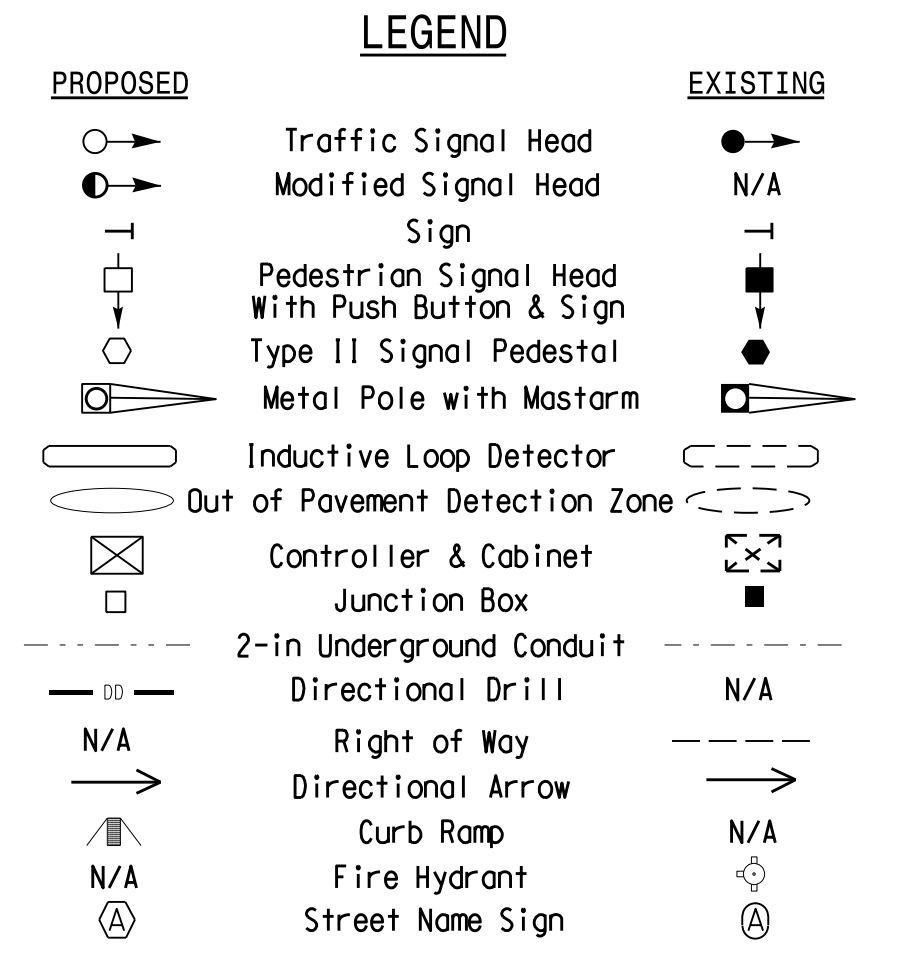 LEGEND
PROPOSED EXISTING
Traffic Signal Head
Modified Signal Head N/A
Sign
Pedestrian Signal Head
With Push Button & Sign
Type II Signal Pedestal
Metal Pole with Mastarm
Inductive Loop Detector
Out of Pavement Detection Zone
Controller & Cabinet
Junction Box
2-in Underground Conduit
DD Directional Drill N/A
N/A Right of Way
Directional Arrow
Curb Ramp N/A
N/A Fire Hydrant
A Street Name Sign A